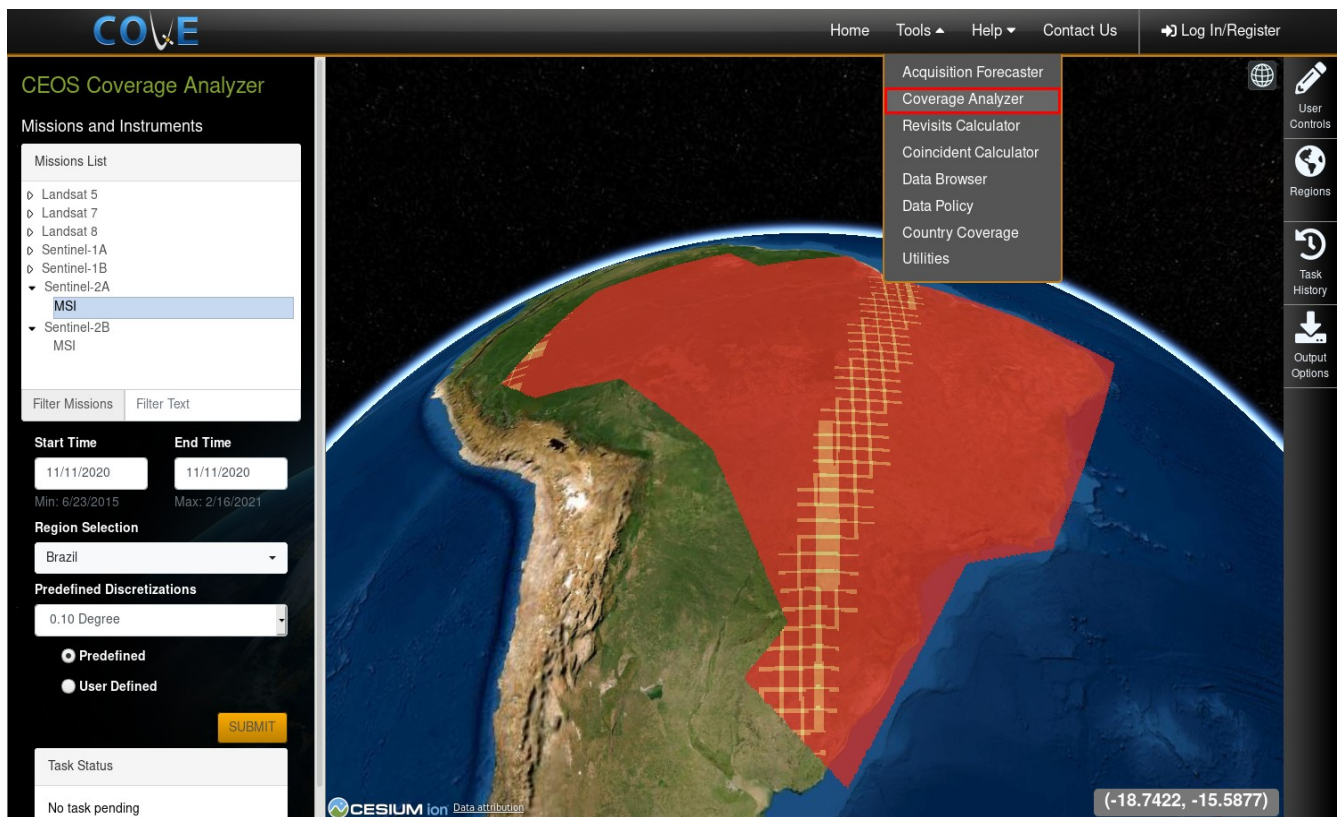 COVE
Home Tools Help Contact Us Log In/Register
Acquisition Forecaster
Coverage Analyzer
Revisits Calculator
Coincident Calculator
Data Browser
Data Policy
Country Coverage
Utilities
CEOS Coverage Analyzer
Missions and Instruments
Missions List
Landsat 5
Landsat 7
Landsat 8
Sentinel-1A
Sentinel-1B
Sentinel-2A
MSI
Sentinel-2B
MSI
Filter Missions Filter Text
Start Time End Time
11/11/2020 11/11/2020
Min: 6/23/2015 Max: 2/16/2021
Region Selection
Brazil
Predefined Discretizations
0.10 Degree
Predefined
User Defined
SUBMIT
Task Status
No task pending
CESIUM ion Data attribution
(-18.7422, -15.5877)
User
Controls
Regions
Task
History
Output
Options